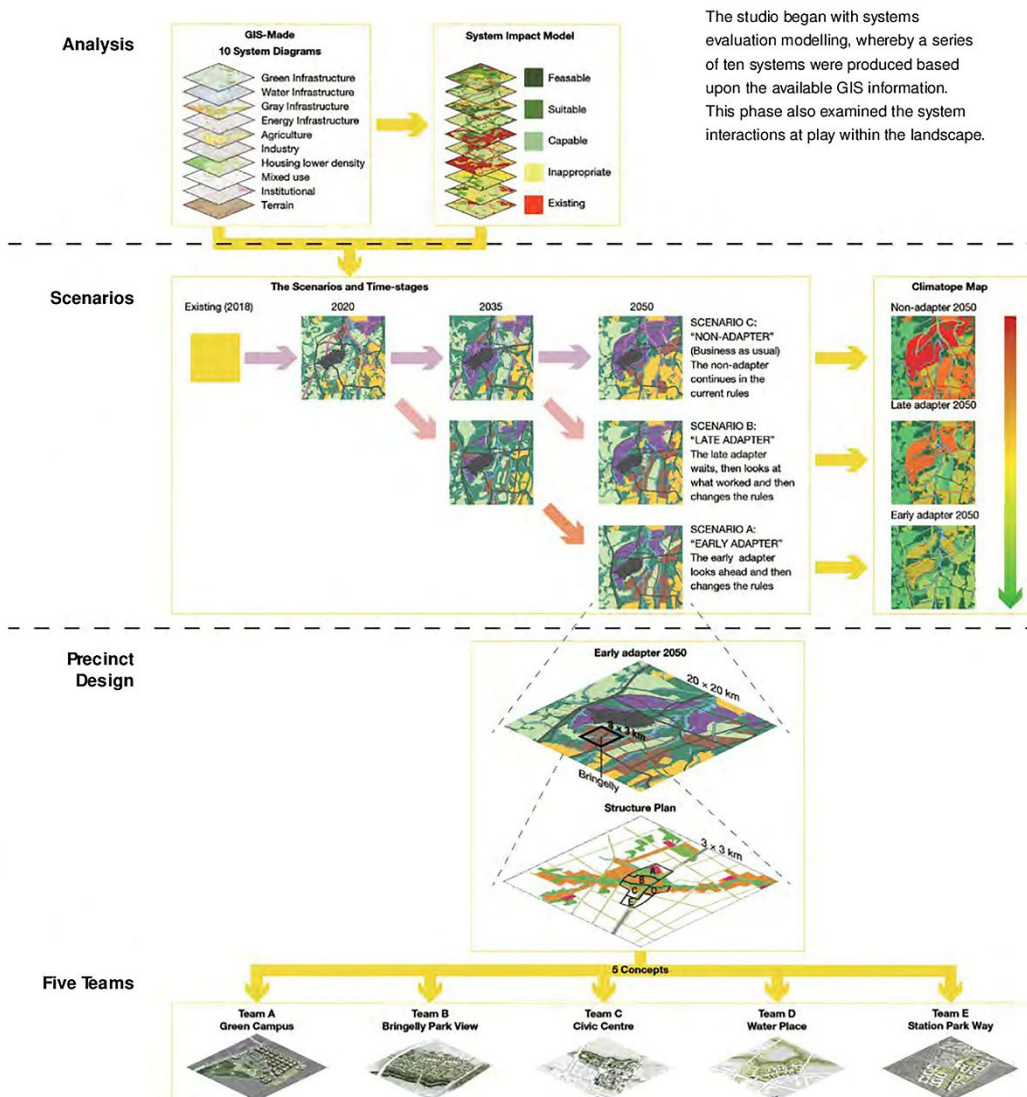 The studio began with systems
evaluation modelling, whereby a series
of ten systems were produced based
upon the available GIS information.
This phase also examined the system
interactions at play within the landscape.
Analysis
GIS-Made
10 System Diagrams
Green Infrastructure
Water Infrastructure
Gray Infrastructure
Energy Infrastructure
Agriculture
Industry
Housing lower density
Mixed use
Institutional
Terrain
System Impact Model
Feasable
Suitable
Capable
Inappropriate
Existing
Scenarios
The Scenarios and Time-stages
Existing (2018)
2020
2035
2050
SCENARIO C:
"NON-ADAPTER"
(Business as usual)
The non-adapter
continues in the
current rules
SCENARIO B:
"LATE ADAPTER"
The late adapter
waits, then looks at
what worked and then
changes the rules
SCENARIO A:
"EARLY ADAPTER"
The early adapter
looks ahead and then
changes the rules
Climatope Map
Non-adapter 2050
Late adapter 2050
Early adapter 2050
Precinct
Design
Early adapter 2050
20 × 20 km
3 × 3 km
Bringelly
Structure Plan
3 × 3 km
A
B
C
D
E
Five Teams
5 Concepts
Team A
Green Campus
Team B
Bringelly Park View
Team C
Civic Centre
Team D
Water Place
Team E
Station Park Way